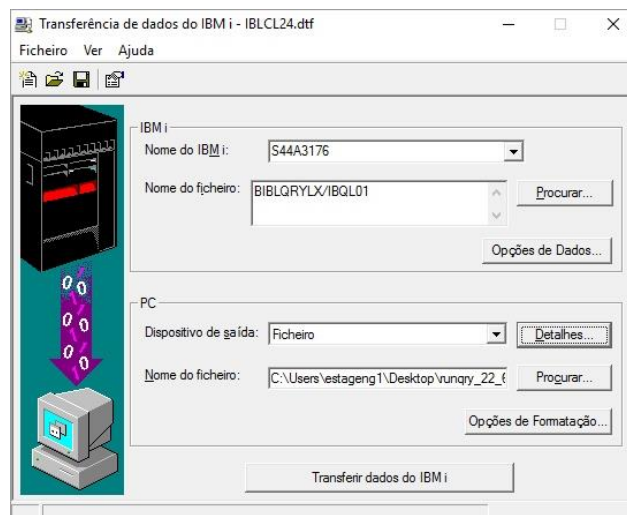 Transferência de dados do IBM i - IBLCL24.dtf
Ficheiro Ver Ajuda
IBM i
Nome do IBM i: S44A3176
Nome do ficheiro: BIBLQRYLX/IBQL01 Procurar...
Opções de Dados...
PC
Dispositivo de saída: Ficheiro Detalhes...
Nome do ficheiro: C:\Users\estageng1\Desktop\runqry_22_6 Procurar...
Opções de Formatação...
Transferir dados do IBM i